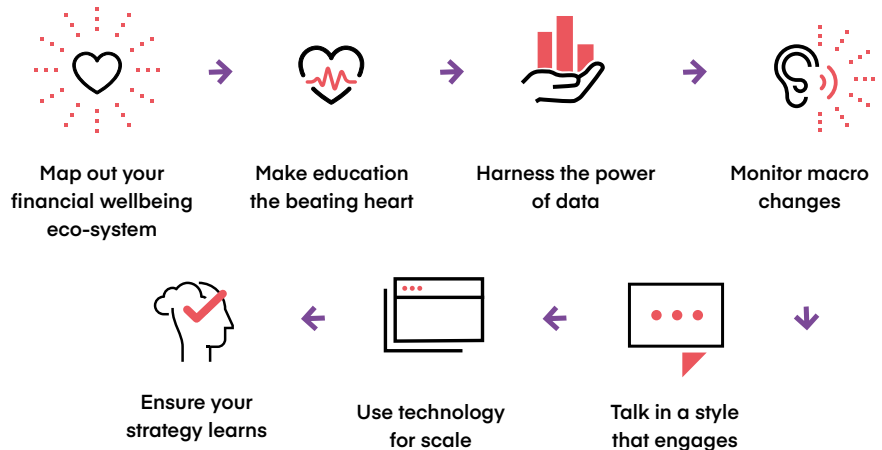 Map out your
financial wellbeing
eco-system
Make education
the beating heart
Harness the power
of data
Monitor macro
changes
Talk in a style
that engages
Use technology
for scale
Ensure your
strategy learns